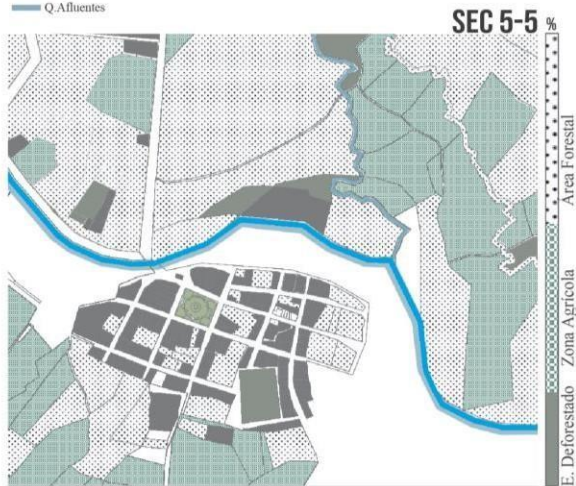 Q.Afluentes
SEC 5-5 %
Area Forestal
Zona Agricola
E. Deforestado